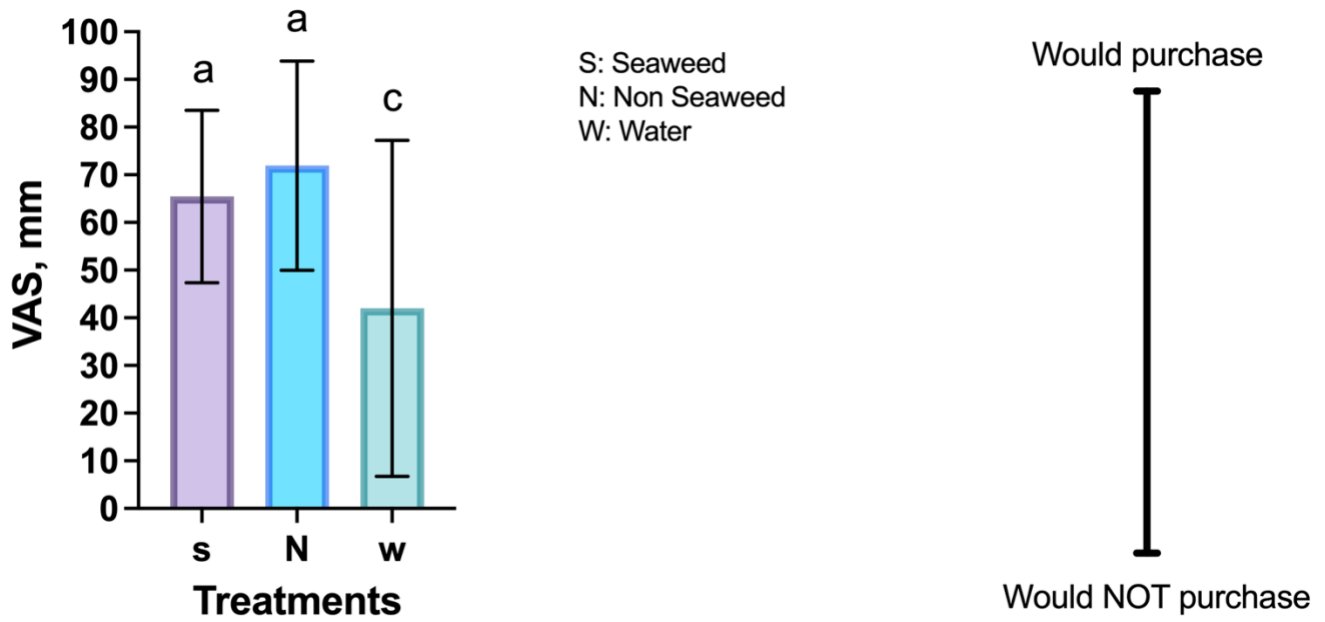 100
90
80
70
60
50
40
30
20
10
0
VAS, mm
a
a
c
s
N
w
Treatments
S: Seaweed
N: Non Seaweed
W: Water
Would purchase
Would NOT purchase